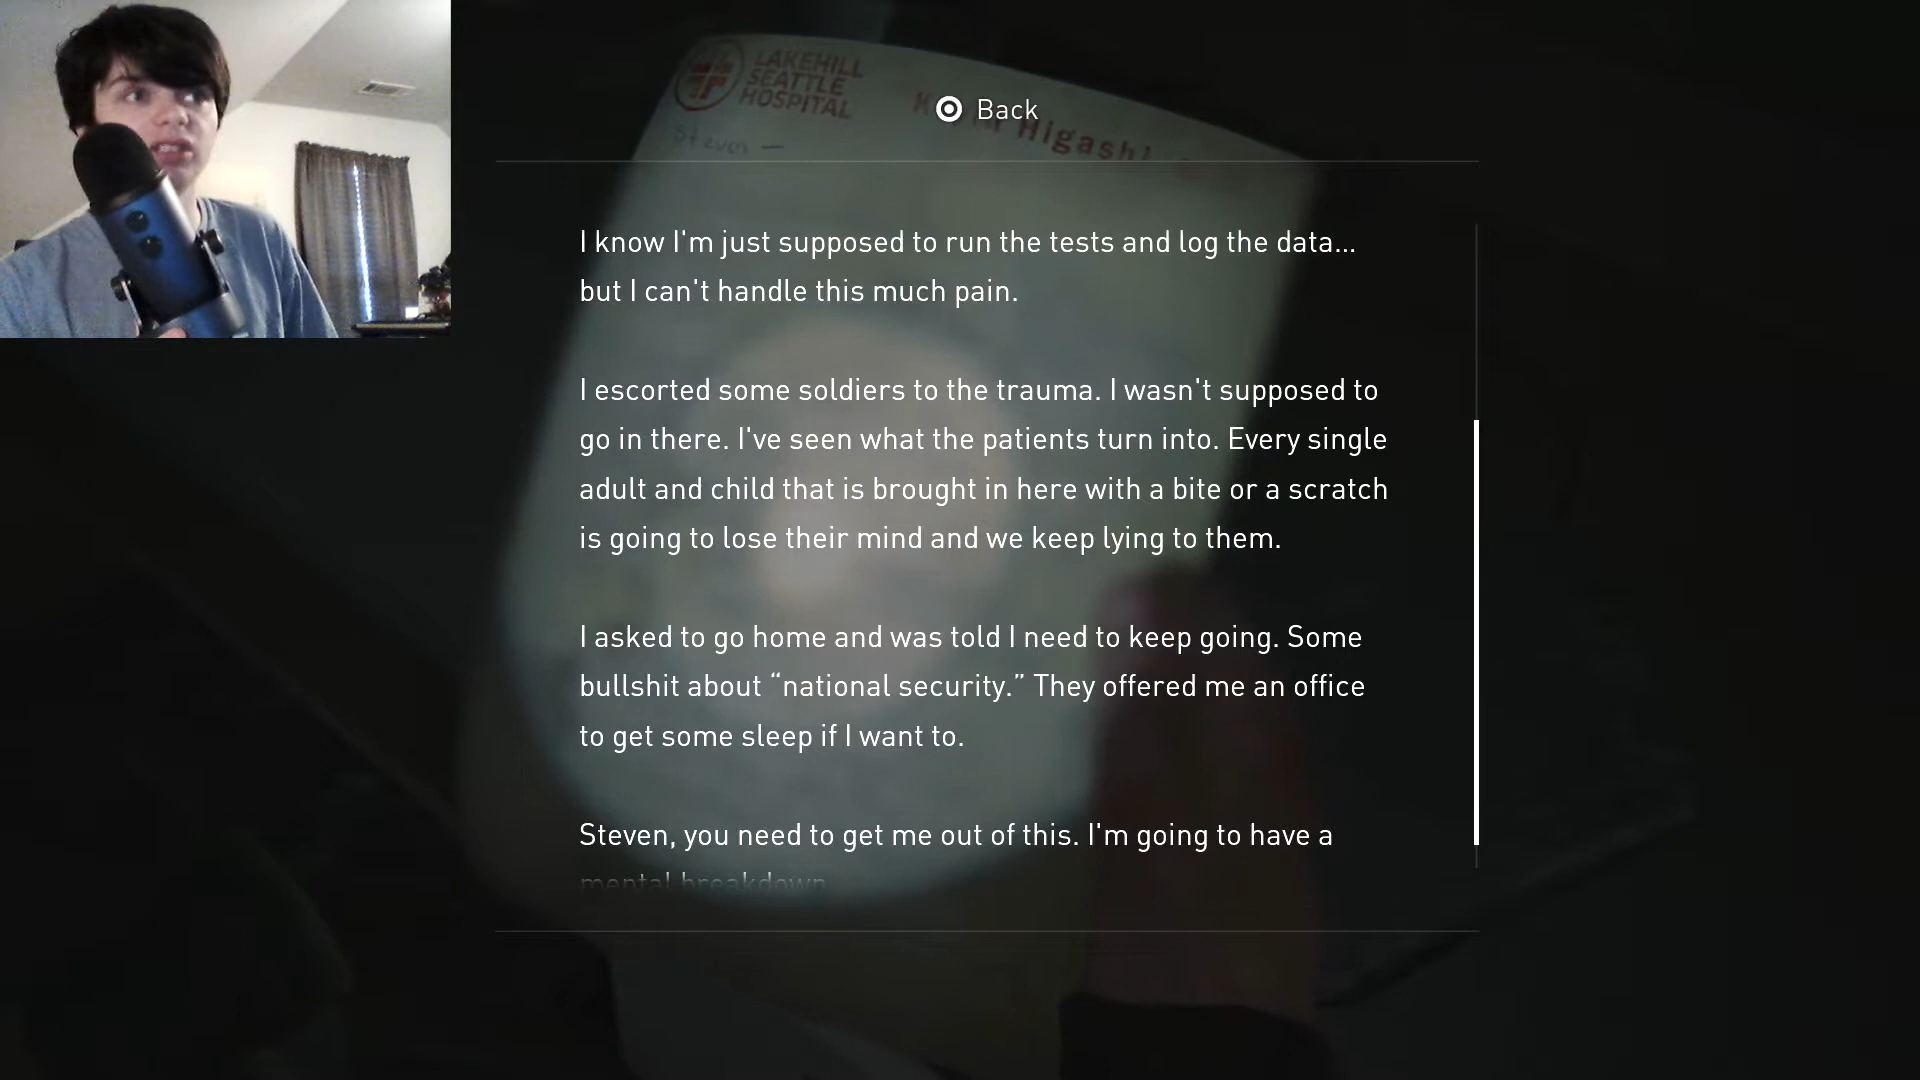 LAKEHILL
SEATTLE
HOSPITAL
Back
Higashi
Steven —
I know I'm just supposed to run the tests and log the data...
but I can't handle this much pain.
I escorted some soldiers to the trauma. I wasn't supposed to
go in there. I've seen what the patients turn into. Every single
adult and child that is brought in here with a bite or a scratch
is going to lose their mind and we keep lying to them.
I asked to go home and was told I need to keep going. Some
bullshit about “national security.” They offered me an office
to get some sleep if I want to.
Steven, you need to get me out of this. I'm going to have a
mental breakdown